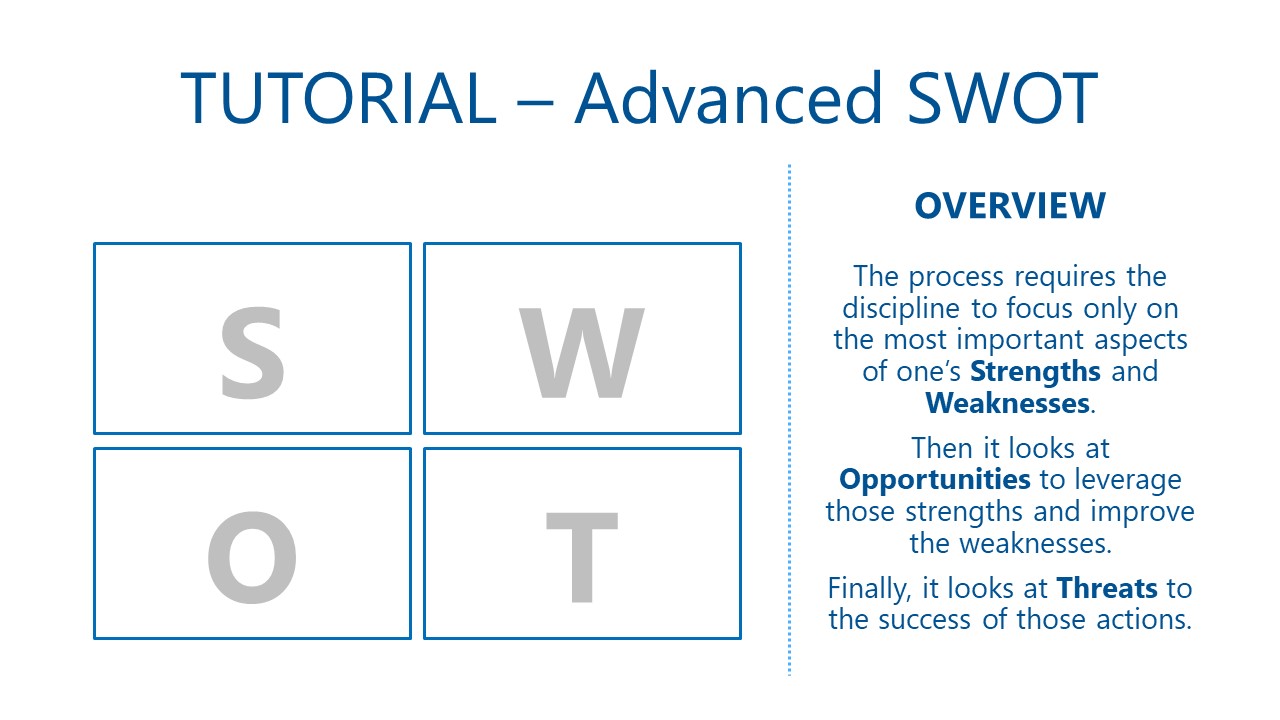 TUTORIAL – Advanced SWOT
S
W
O
T
OVERVIEW
The process requires the
discipline to focus only on
the most important aspects
of one’s Strengths and
Weaknesses.
Then it looks at
Opportunities to leverage
those strengths and improve
the weaknesses.
Finally, it looks at Threats to
the success of those actions.